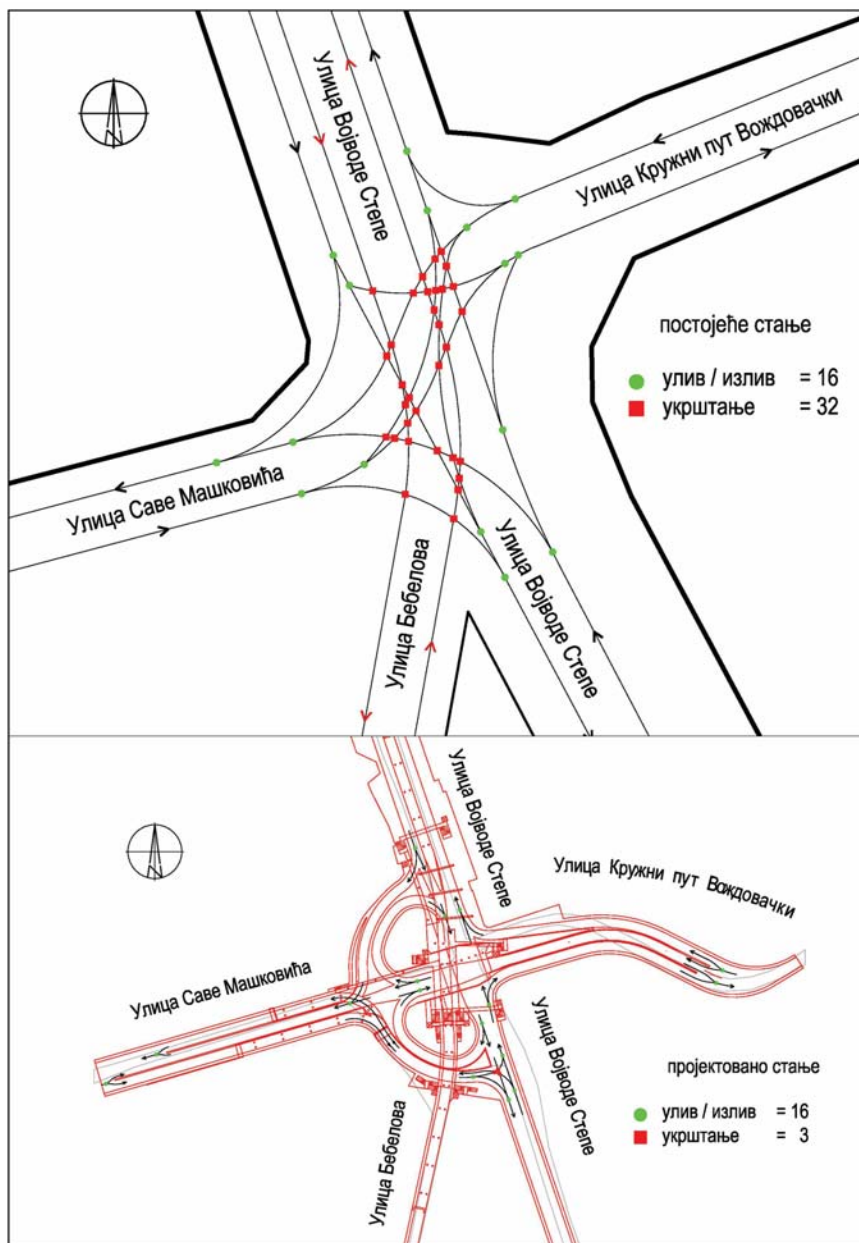 Улица Војводе Степе
Улица Кружни пут Вождовачки
N
постојеће стање
улив / излив = 16
укрштање = 32
Улица Саве Машковића
Улица Бебелова
Улица Војводе Степе
N
Улица Војводе Степе
Улица Кружни пут Вождовачки
Улица Саве Машковића
Улица Војводе Степе
Улица Бебелова
пројектовано стање
улив / излив = 16
укрштање = 3